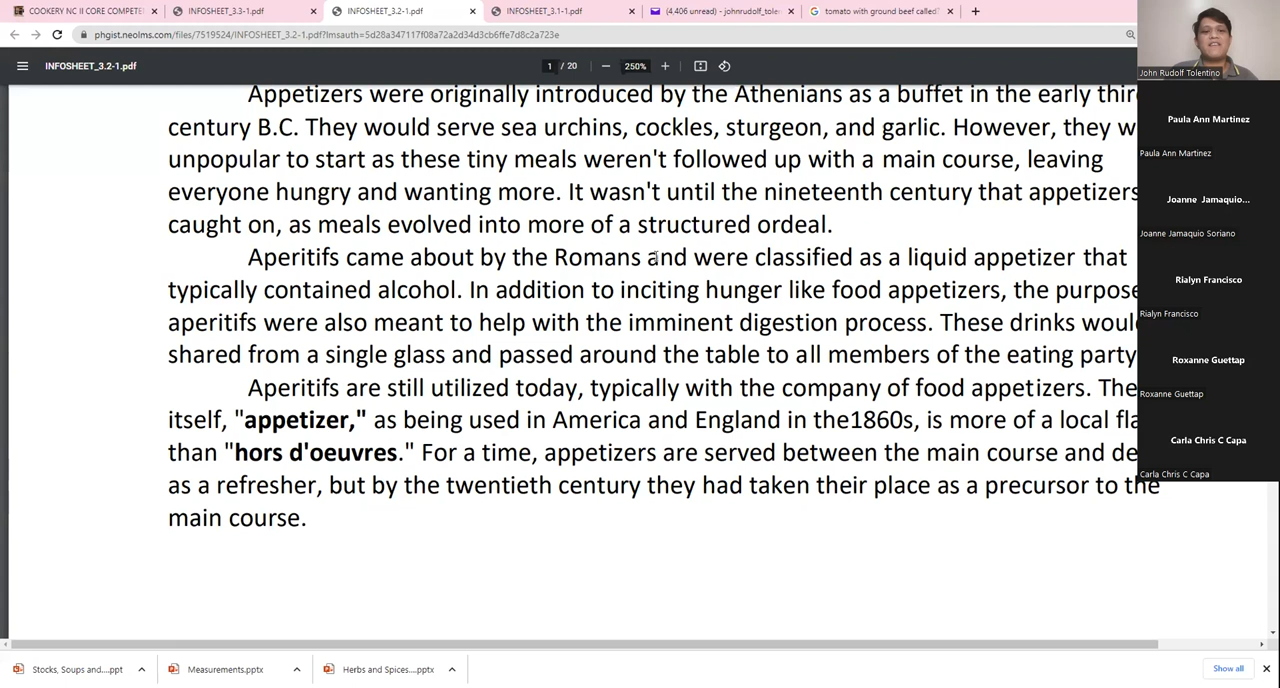 COOKERY NC II CORE COMPETE
INFOSHEET_3.3-1.pdf
INFOSHEET_3.2-1.pdf
INFOSHEET_3.1-1.pdf
(4,406 unread) - johnrudolf_tole
tomato with ground beef called?
phgist.neolms.com/files/7519524/INFOSHEET_3.2-1.pdf?lmsauth=5d28a347117f08a72a2d34d3cb6ffe7d8c2a723e
INFOSHEET_3.2-1.pdf
1 / 20
250%
Appetizers were originally introduced by the Athenians as a buffet in the early thir
century B.C. They would serve sea urchins, cockles, sturgeon, and garlic. However, they w
unpopular to start as these tiny meals weren't followed up with a main course, leaving
everyone hungry and wanting more. It wasn't until the nineteenth century that appetizers
caught on, as meals evolved into more of a structured ordeal.
Aperitifs came about by the Romans and were classified as a liquid appetizer that
typically contained alcohol. In addition to inciting hunger like food appetizers, the purpose
aperitifs were also meant to help with the imminent digestion process. These drinks woul
shared from a single glass and passed around the table to all members of the eating party
Aperitifs are still utilized today, typically with the company of food appetizers. The
itself, "appetizer," as being used in America and England in the1860s, is more of a local fla
than "hors d'oeuvres." For a time, appetizers are served between the main course and de
as a refresher, but by the twentieth century they had taken their place as a precursor to the
main course.
John Rudolf Tolentino
Paula Ann Martinez
Paula Ann Martinez
Joanne Jamaquio...
Joanne Jamaquio Soriano
Rialyn Francisco
Rialyn Francisco
Roxanne Guettap
Roxanne Guettap
Carla Chris C Capa
Carla Chris C Capa
Stocks, Soups and....ppt
Measurements.pptx
Herbs and Spices....pptx
Show all